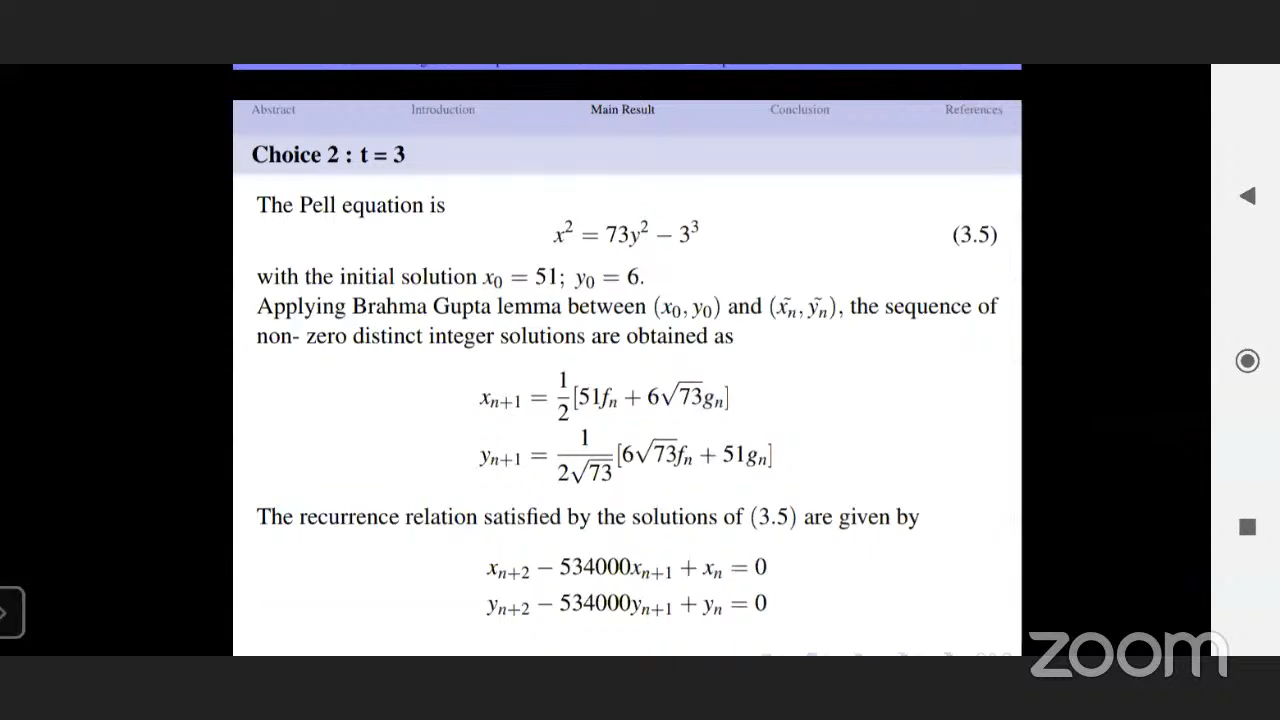 Abstract Introduction Main Result Conclusion References
Choice 2 : t = 3
The Pell equation is
x² = 73y² − 3³ (3.5)
with the initial solution x₀ = 51; y₀ = 6.
Applying Brahma Gupta lemma between (x₀, y₀) and (x̃ₙ, ỹₙ), the sequence of
non- zero distinct integer solutions are obtained as
xₙ₊₁ = 1/2 [51fₙ + 6√73gₙ]
yₙ₊₁ = 1/(2√73) [6√73fₙ + 51gₙ]
The recurrence relation satisfied by the solutions of (3.5) are given by
xₙ₊₂ − 534000xₙ₊₁ + xₙ = 0
yₙ₊₂ − 534000yₙ₊₁ + yₙ = 0
zoom